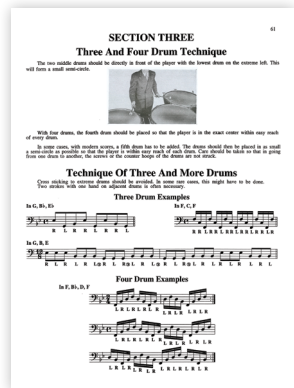 61
SECTION THREE
Three And Four Drum Technique
The two middle drums should be directly in front of the player with the lowest drum on the extreme left. This
will form a small semi-circle.
With four drums, the fourth drum should be placed so that the player is in the exact center within easy reach
of every drum.
In some cases, with modern scores, a fifth drum has to be added. The drums should then be placed in as small
a semi-circle as possible so that the player is within easy reach of each drum. Care should be taken so that in going
from one drum to another, the screws or the counter hoops of the drums are not struck.
Technique Of Three And More Drums
Cross sticking to extreme drums should be avoided. In some rare cases, this might have to be done.
Two strokes with one hand on adjacent drums is often necessary.
Three Drum Examples
In G, B♭, E♭
In F, C, F
In G, B, E
Four Drum Examples
In F, B♭, D, F